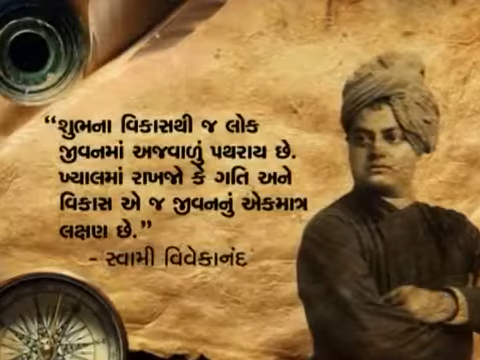 “શુભના વિકાસથી જ લોક
જીવનમાં અજવાળું પથરાય છે.
ખ્યાલમાં રાખજો કે ગતિ અને
વિકાસ એ જ જીવનનું એકમાત્ર
લક્ષણ છે.”
- સ્વામી વિવેકાનંદ